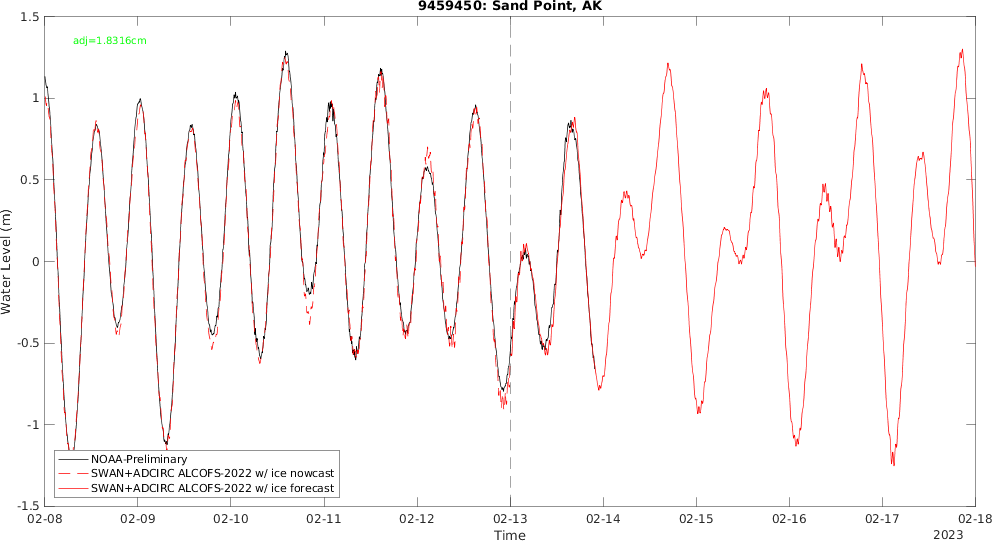 9459450: Sand Point, AK
adj=1.8316cm
Water Level (m)
1.5
1
0.5
0
-0.5
-1
-1.5
NOAA-Preliminary
SWAN+ADCIRC ALCOFS-2022 w/ ice nowcast
SWAN+ADCIRC ALCOFS-2022 w/ ice forecast
02-08 02-09 02-10 02-11 02-12 02-13 02-14 02-15 02-16 02-17 02-18
Time
2023